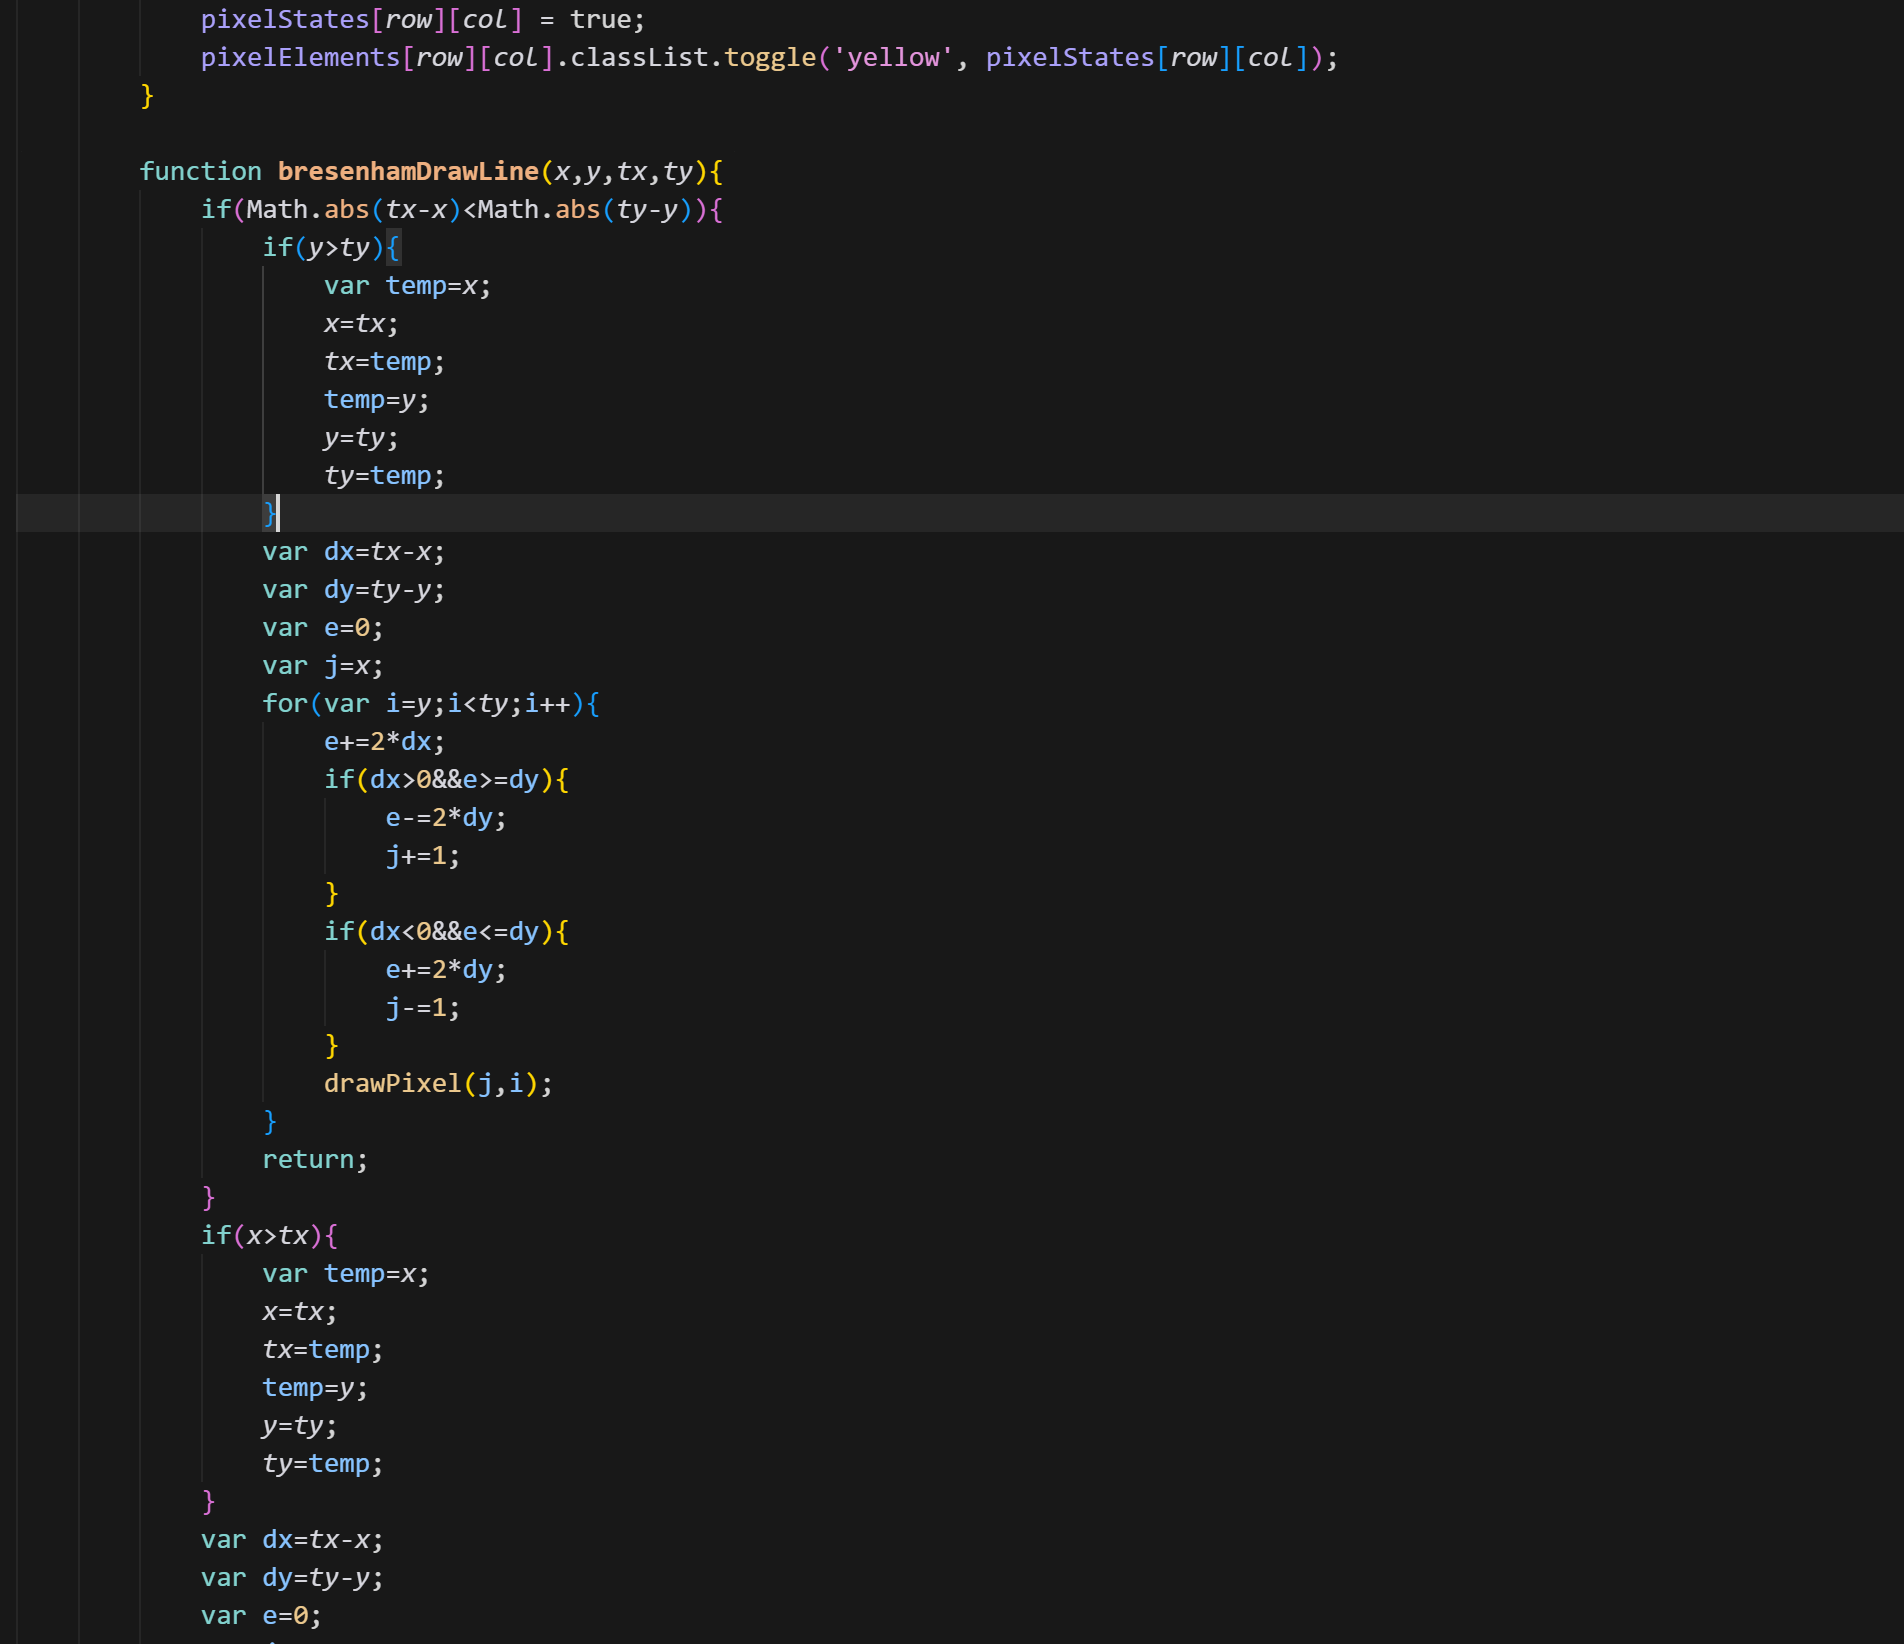 pixelStates[row][col] = true;
pixelElements[row][col].classList.toggle('yellow', pixelStates[row][col]);
}
function bresenhamDrawLine(x,y,tx,ty){
if(Math.abs(tx-x)<Math.abs(ty-y)){
if(y>ty){
var temp=x;
x=tx;
tx=temp;
temp=y;
y=ty;
ty=temp;
}
var dx=tx-x;
var dy=ty-y;
var e=0;
var j=x;
for(var i=y;i<ty;i++){
e+=2*dx;
if(dx>0&&e>=dy){
e-=2*dy;
j+=1;
}
if(dx<0&&e<=dy){
e+=2*dy;
j-=1;
}
drawPixel(j,i);
}
return;
}
if(x>tx){
var temp=x;
x=tx;
tx=temp;
temp=y;
y=ty;
ty=temp;
}
var dx=tx-x;
var dy=ty-y;
var e=0;